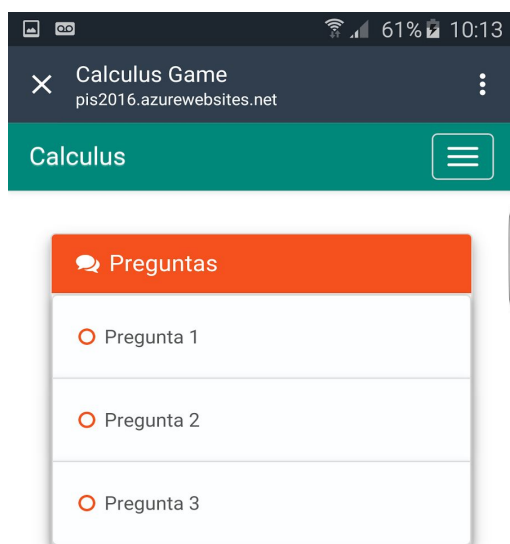 61% 10:13
Calculus Game
pis2016.azurewebsites.net
Calculus
Preguntas
Pregunta 1
Pregunta 2
Pregunta 3